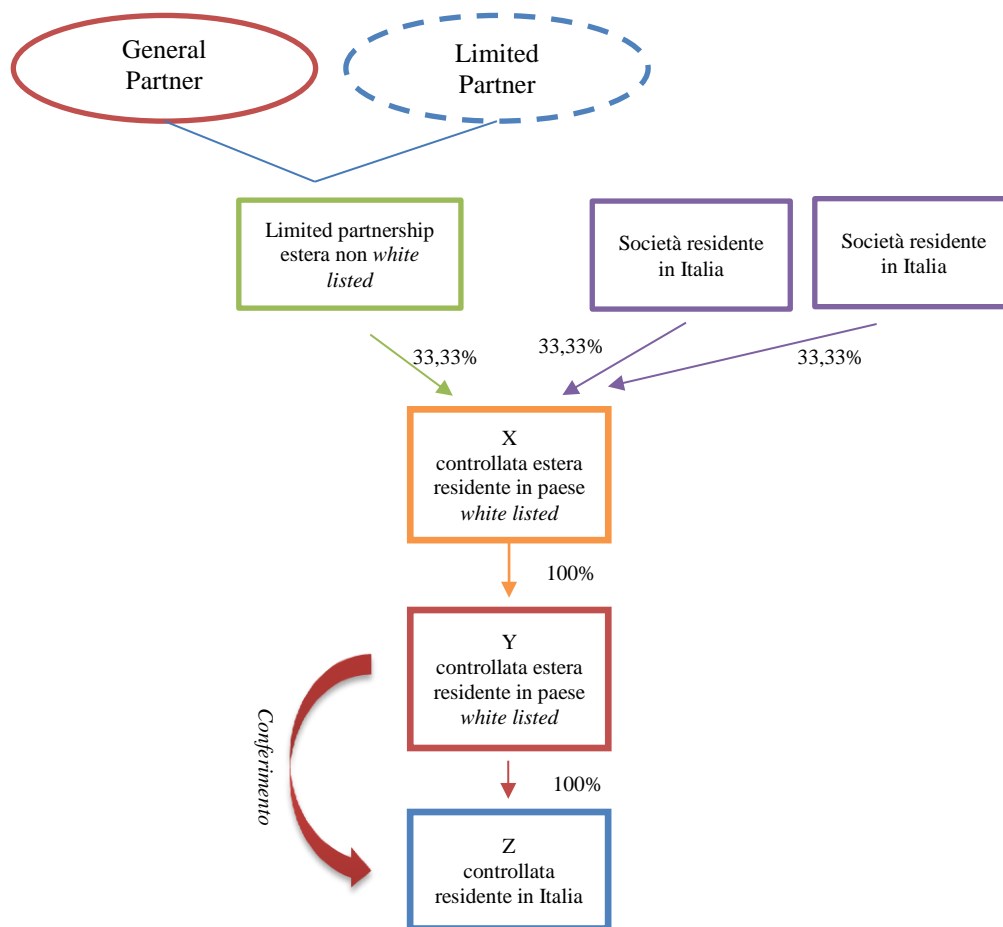 General
Partner
Limited
Partner
Limited partnership
estera non white
listed
Società residente
in Italia
Società residente
in Italia
33,33%
33,33%
33,33%
X
controllata estera
residente in paese
white listed
100%
Y
controllata estera
residente in paese
white listed
Conferimento
100%
Z
controllata
residente in Italia